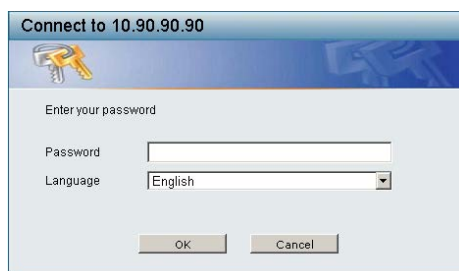 Connect to 10.90.90.90
Enter your password
Password
Language English
OK Cancel